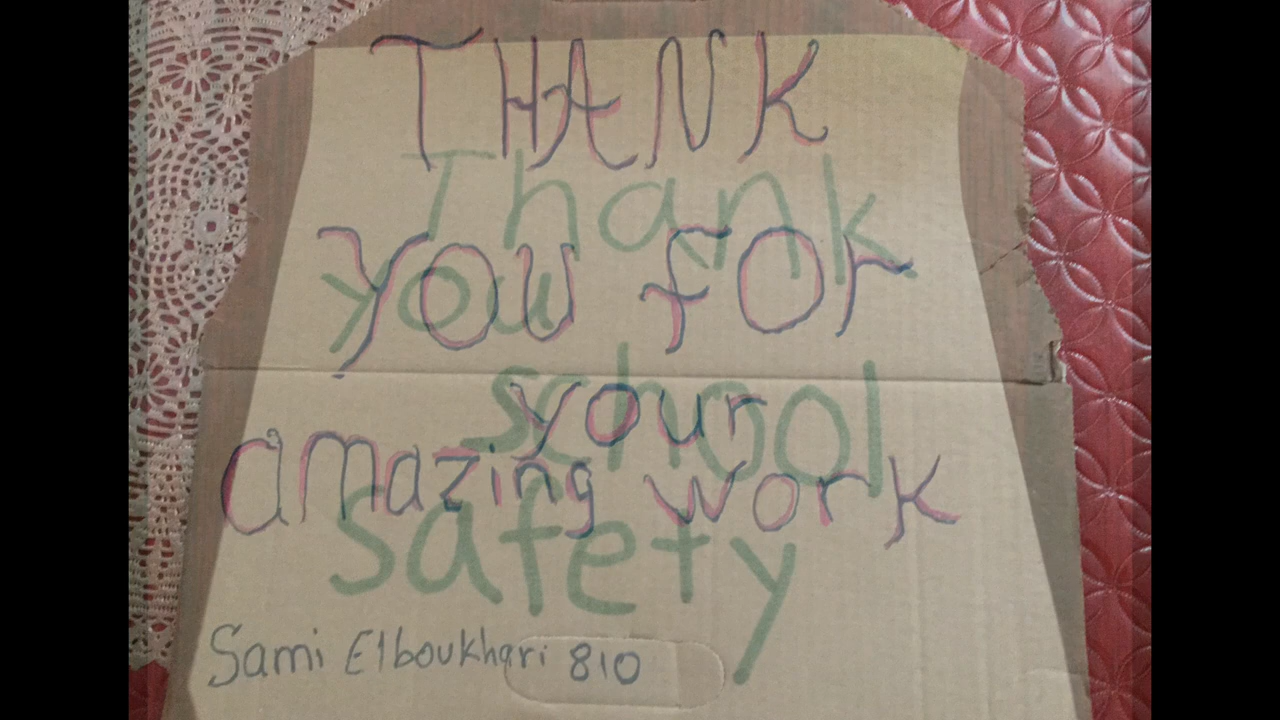 THANK
Thank
YOU FOr
you
school
your
amazing work
safety
Sami Elboukhari 810